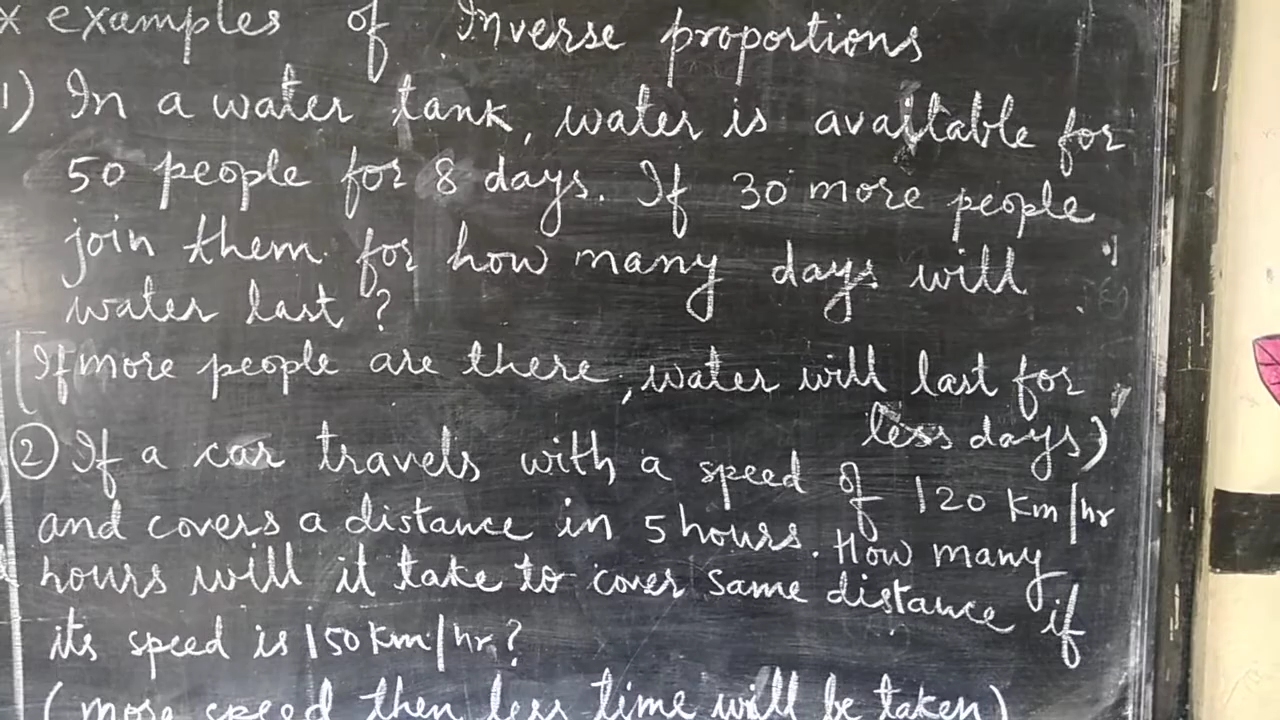 x examples of Inverse proportions
1) In a water tank, water is available for
50 people for 8 days. If 30 more people
join them for how many days will
water last ?
[If more people are there, water will last for
less days)
② If a car travels with a speed of 120 km/hr
and covers a distance in 5 hours. How many
hours will it take to cover same distance if
its speed is 150 km/hr?
(more speed then less time will be taken)